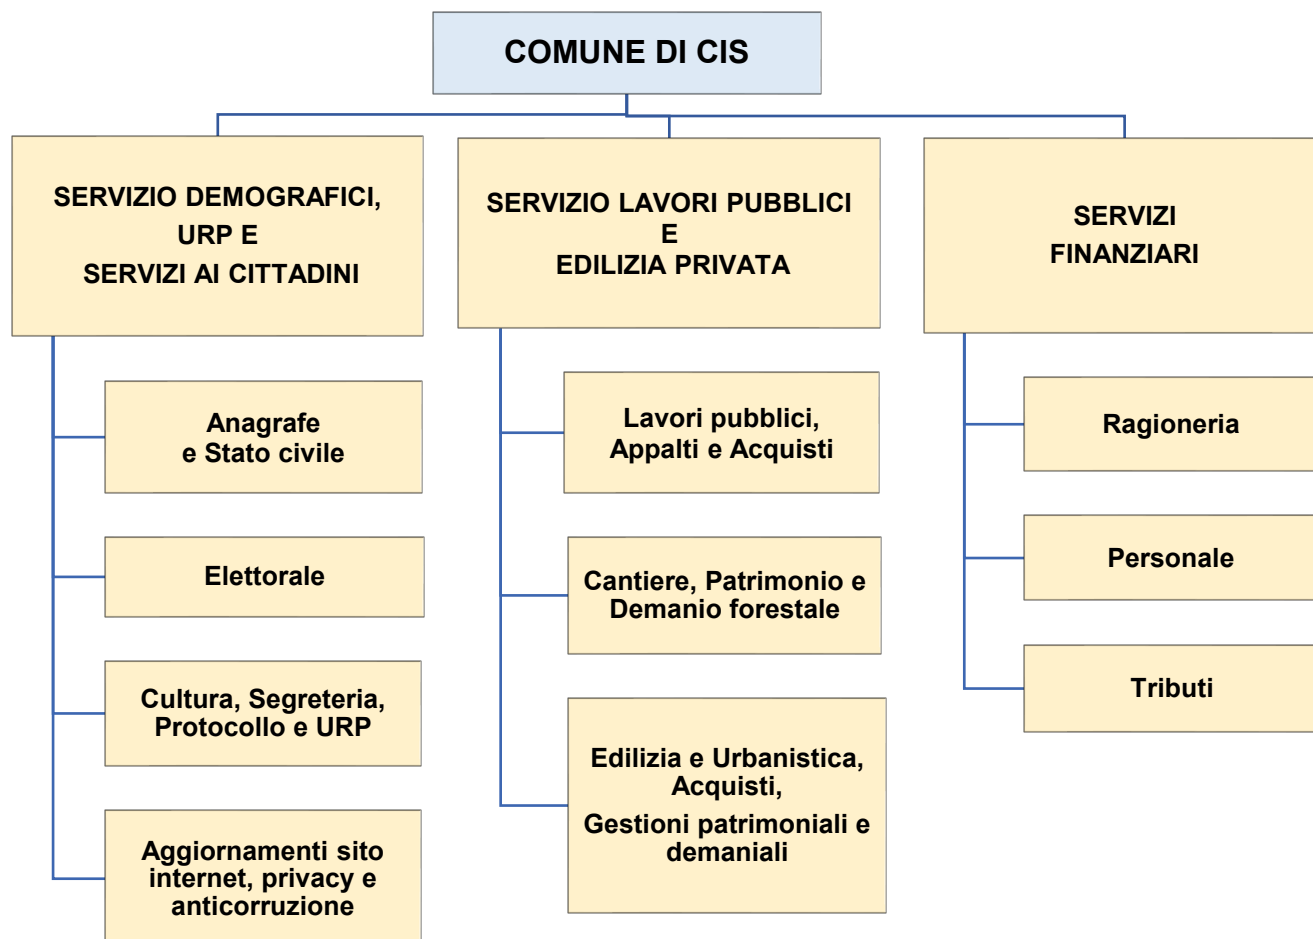 COMUNE DI CIS
SERVIZIO DEMOGRAFICI,
URP E
SERVIZI AI CITTADINI
Anagrafe
e Stato civile
Elettorale
Cultura, Segreteria,
Protocollo e URP
Aggiornamenti sito
internet, privacy e
anticorruzione
SERVIZIO LAVORI PUBBLICI
E
EDILIZIA PRIVATA
Lavori pubblici,
Appalti e Acquisti
Cantiere, Patrimonio e
Demanio forestale
Edilizia e Urbanistica,
Acquisti,
Gestioni patrimoniali e
demaniali
SERVIZI
FINANZIARI
Ragioneria
Personale
Tributi